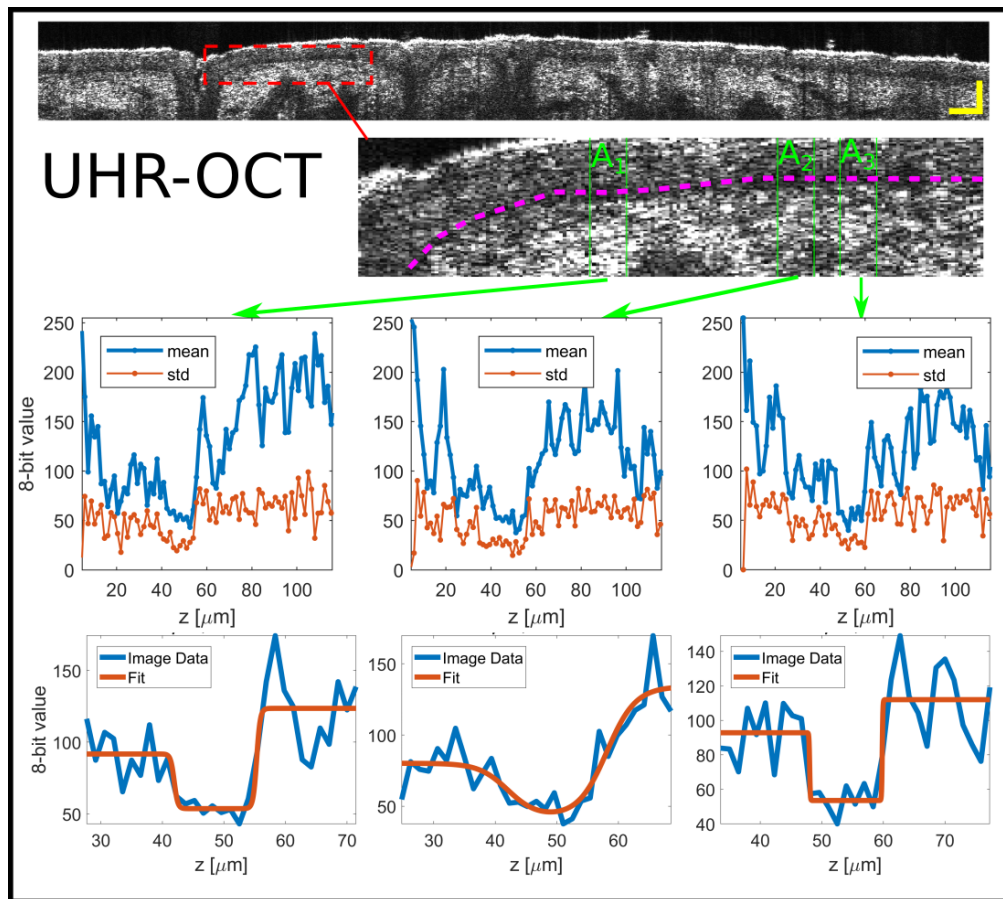 UHR-OCT
A1 A2 A3
250
200
150
100
50
0
8-bit value
mean
std
20 40 60 80 100
z [μm]
250
200
150
100
50
0
mean
std
20 40 60 80 100
z [μm]
250
200
150
100
50
0
mean
std
20 40 60 80 100
z [μm]
150
100
50
8-bit value
Image Data
Fit
30 40 50 60 70
z [μm]
150
100
50
Image Data
Fit
30 40 50 60
z [μm]
140
120
100
80
60
40
Image Data
Fit
40 50 60 70
z [μm]